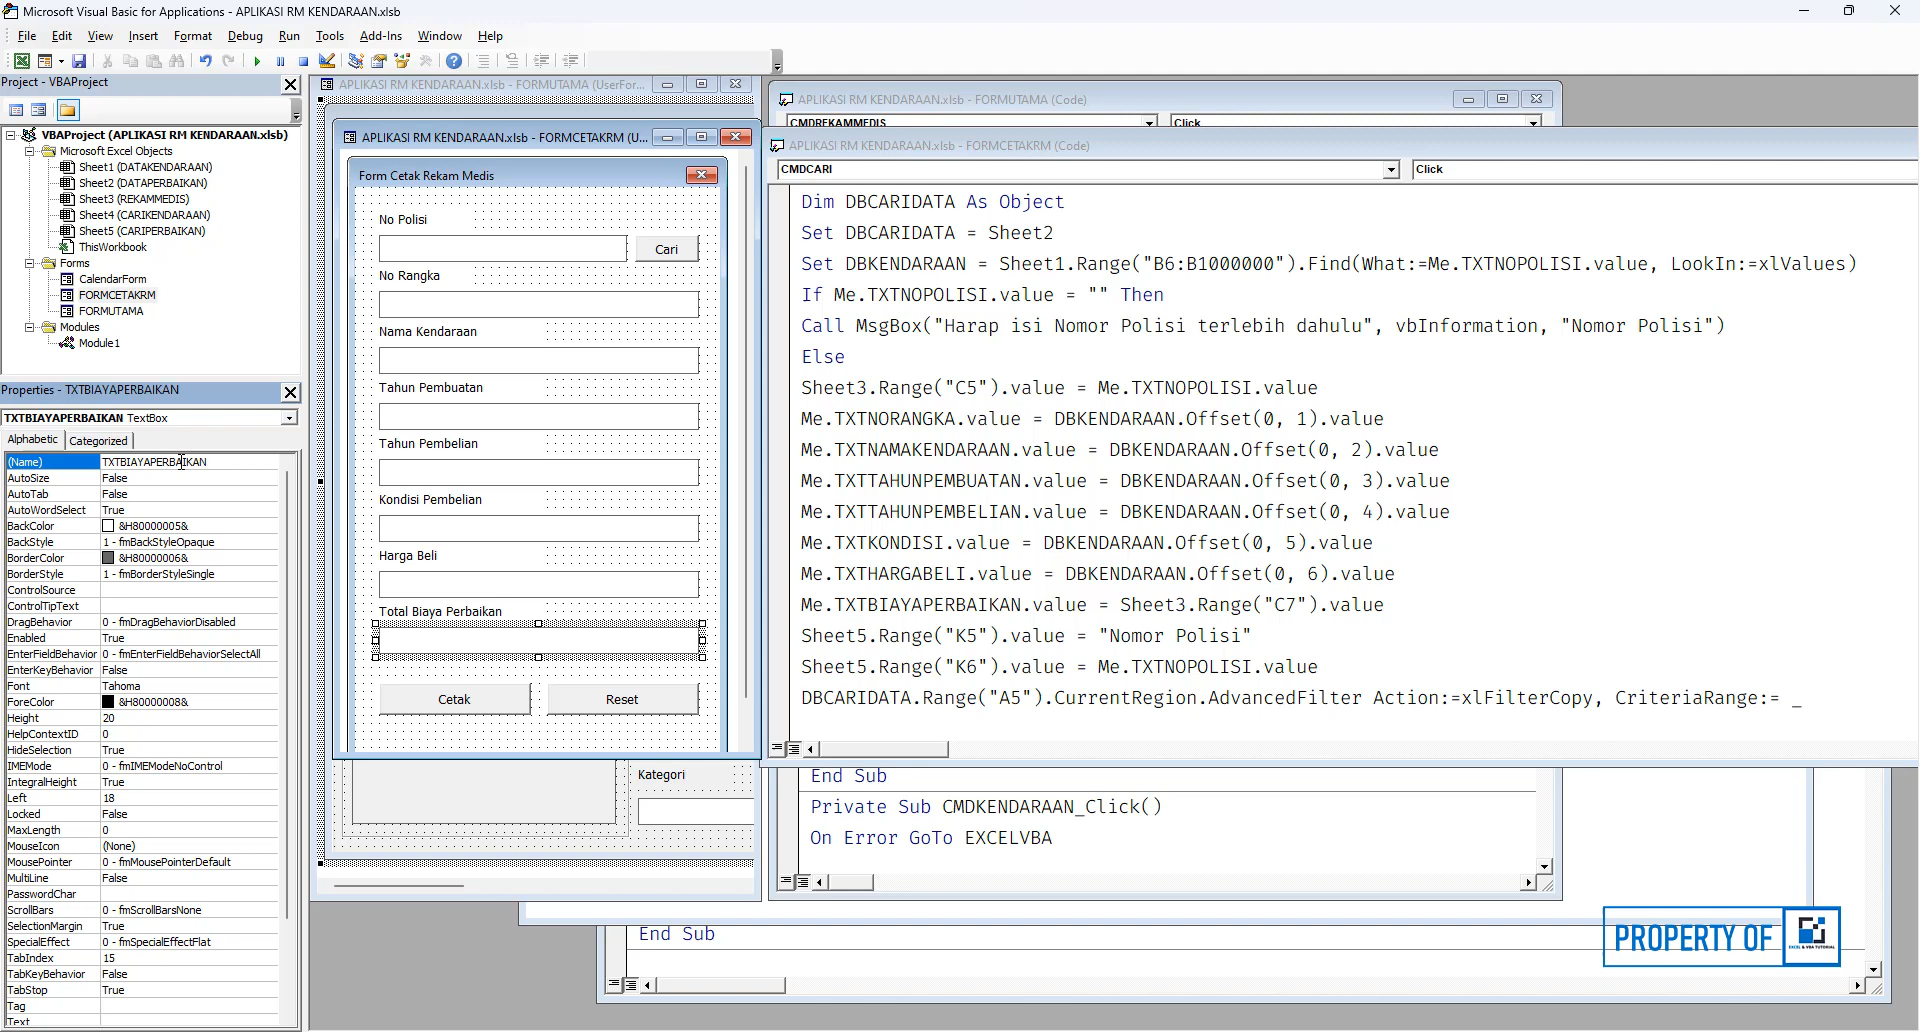 Microsoft Visual Basic for Applications - APLIKASI RM KENDARAAN.xlsb
File Edit View Insert Format Debug Run Tools Add-Ins Window Help
Project - VBAProject
VBAProject (APLIKASI RM KENDARAAN.xlsb)
Microsoft Excel Objects
Sheet1 (DATAKENDARAAN)
Sheet2 (DATAPERBAIKAN)
Sheet3 (REKAMMEDIS)
Sheet4 (CARIKENDARAAN)
Sheet5 (CARIPERBAIKAN)
ThisWorkbook
Forms
CalendarForm
FORMCETAKRM
FORMUTAMA
Modules
Module1
Properties - TXTBIAYAPERBAIKAN
TXTBIAYAPERBAIKAN TextBox
Alphabetic Categorized
(Name) TXTBIAYAPERBAIKAN
AutoSize False
AutoTab False
AutoWordSelect True
BackColor &H80000005&
BackStyle 1 - fmBackStyleOpaque
BorderColor &H80000006&
BorderStyle 1 - fmBorderStyleSingle
ControlSource
ControlTipText
DragBehavior 0 - fmDragBehaviorDisabled
Enabled True
EnterFieldBehavior 0 - fmEnterFieldBehaviorSelectAll
EnterKeyBehavior False
Font Tahoma
ForeColor &H80000008&
Height 20
HelpContextID 0
HideSelection True
IMEMode 0 - fmIMEModeNoControl
IntegralHeight True
Left 18
Locked False
MaxLength 0
MouseIcon (None)
MousePointer 0 - fmMousePointerDefault
MultiLine False
PasswordChar
ScrollBars 0 - fmScrollBarsNone
SelectionMargin True
SpecialEffect 0 - fmSpecialEffectFlat
TabIndex 15
TabKeyBehavior False
TabStop True
Tag
Text
APLIKASI RM KENDARAAN.xlsb - FORMUTAMA (UserFor...
APLIKASI RM KENDARAAN.xlsb - FORMCETAKRM (U...
Form Cetak Rekam Medis
No Polisi
Cari
No Rangka
Nama Kendaraan
Tahun Pembuatan
Tahun Pembelian
Kondisi Pembelian
Harga Beli
Total Biaya Perbaikan
Cetak Reset
Kategori
APLIKASI RM KENDARAAN.xlsb - FORMUTAMA (Code)
CMDREKAMMEDIS Click
APLIKASI RM KENDARAAN.xlsb - FORMCETAKRM (Code)
CMDCARI Click
Dim DBCARIDATA As Object
Set DBCARIDATA = Sheet2
Set DBKENDARAAN = Sheet1.Range("B6:B1000000").Find(What:=Me.TXTNOPOLISI.value, LookIn:=xlValues)
If Me.TXTNOPOLISI.value = "" Then
Call MsgBox("Harap isi Nomor Polisi terlebih dahulu", vbInformation, "Nomor Polisi")
Else
Sheet3.Range("C5").value = Me.TXTNOPOLISI.value
Me.TXTNORANGKA.value = DBKENDARAAN.Offset(0, 1).value
Me.TXTNAMAKENDARAAN.value = DBKENDARAAN.Offset(0, 2).value
Me.TXTTAHUNPEMBUATAN.value = DBKENDARAAN.Offset(0, 3).value
Me.TXTTAHUNPEMBELIAN.value = DBKENDARAAN.Offset(0, 4).value
Me.TXTKONDISI.value = DBKENDARAAN.Offset(0, 5).value
Me.TXTHARGABELI.value = DBKENDARAAN.Offset(0, 6).value
Me.TXTBIAYAPERBAIKAN.value = Sheet3.Range("C7").value
Sheet5.Range("K5").value = "Nomor Polisi"
Sheet5.Range("K6").value = Me.TXTNOPOLISI.value
DBCARIDATA.Range("A5").CurrentRegion.AdvancedFilter Action:=xlFilterCopy, CriteriaRange:= _
End Sub
Private Sub CMDKENDARAAN_Click()
On Error GoTo EXCELVBA
End Sub
PROPERTY OF
EXCEL & VBA TUTORIAL